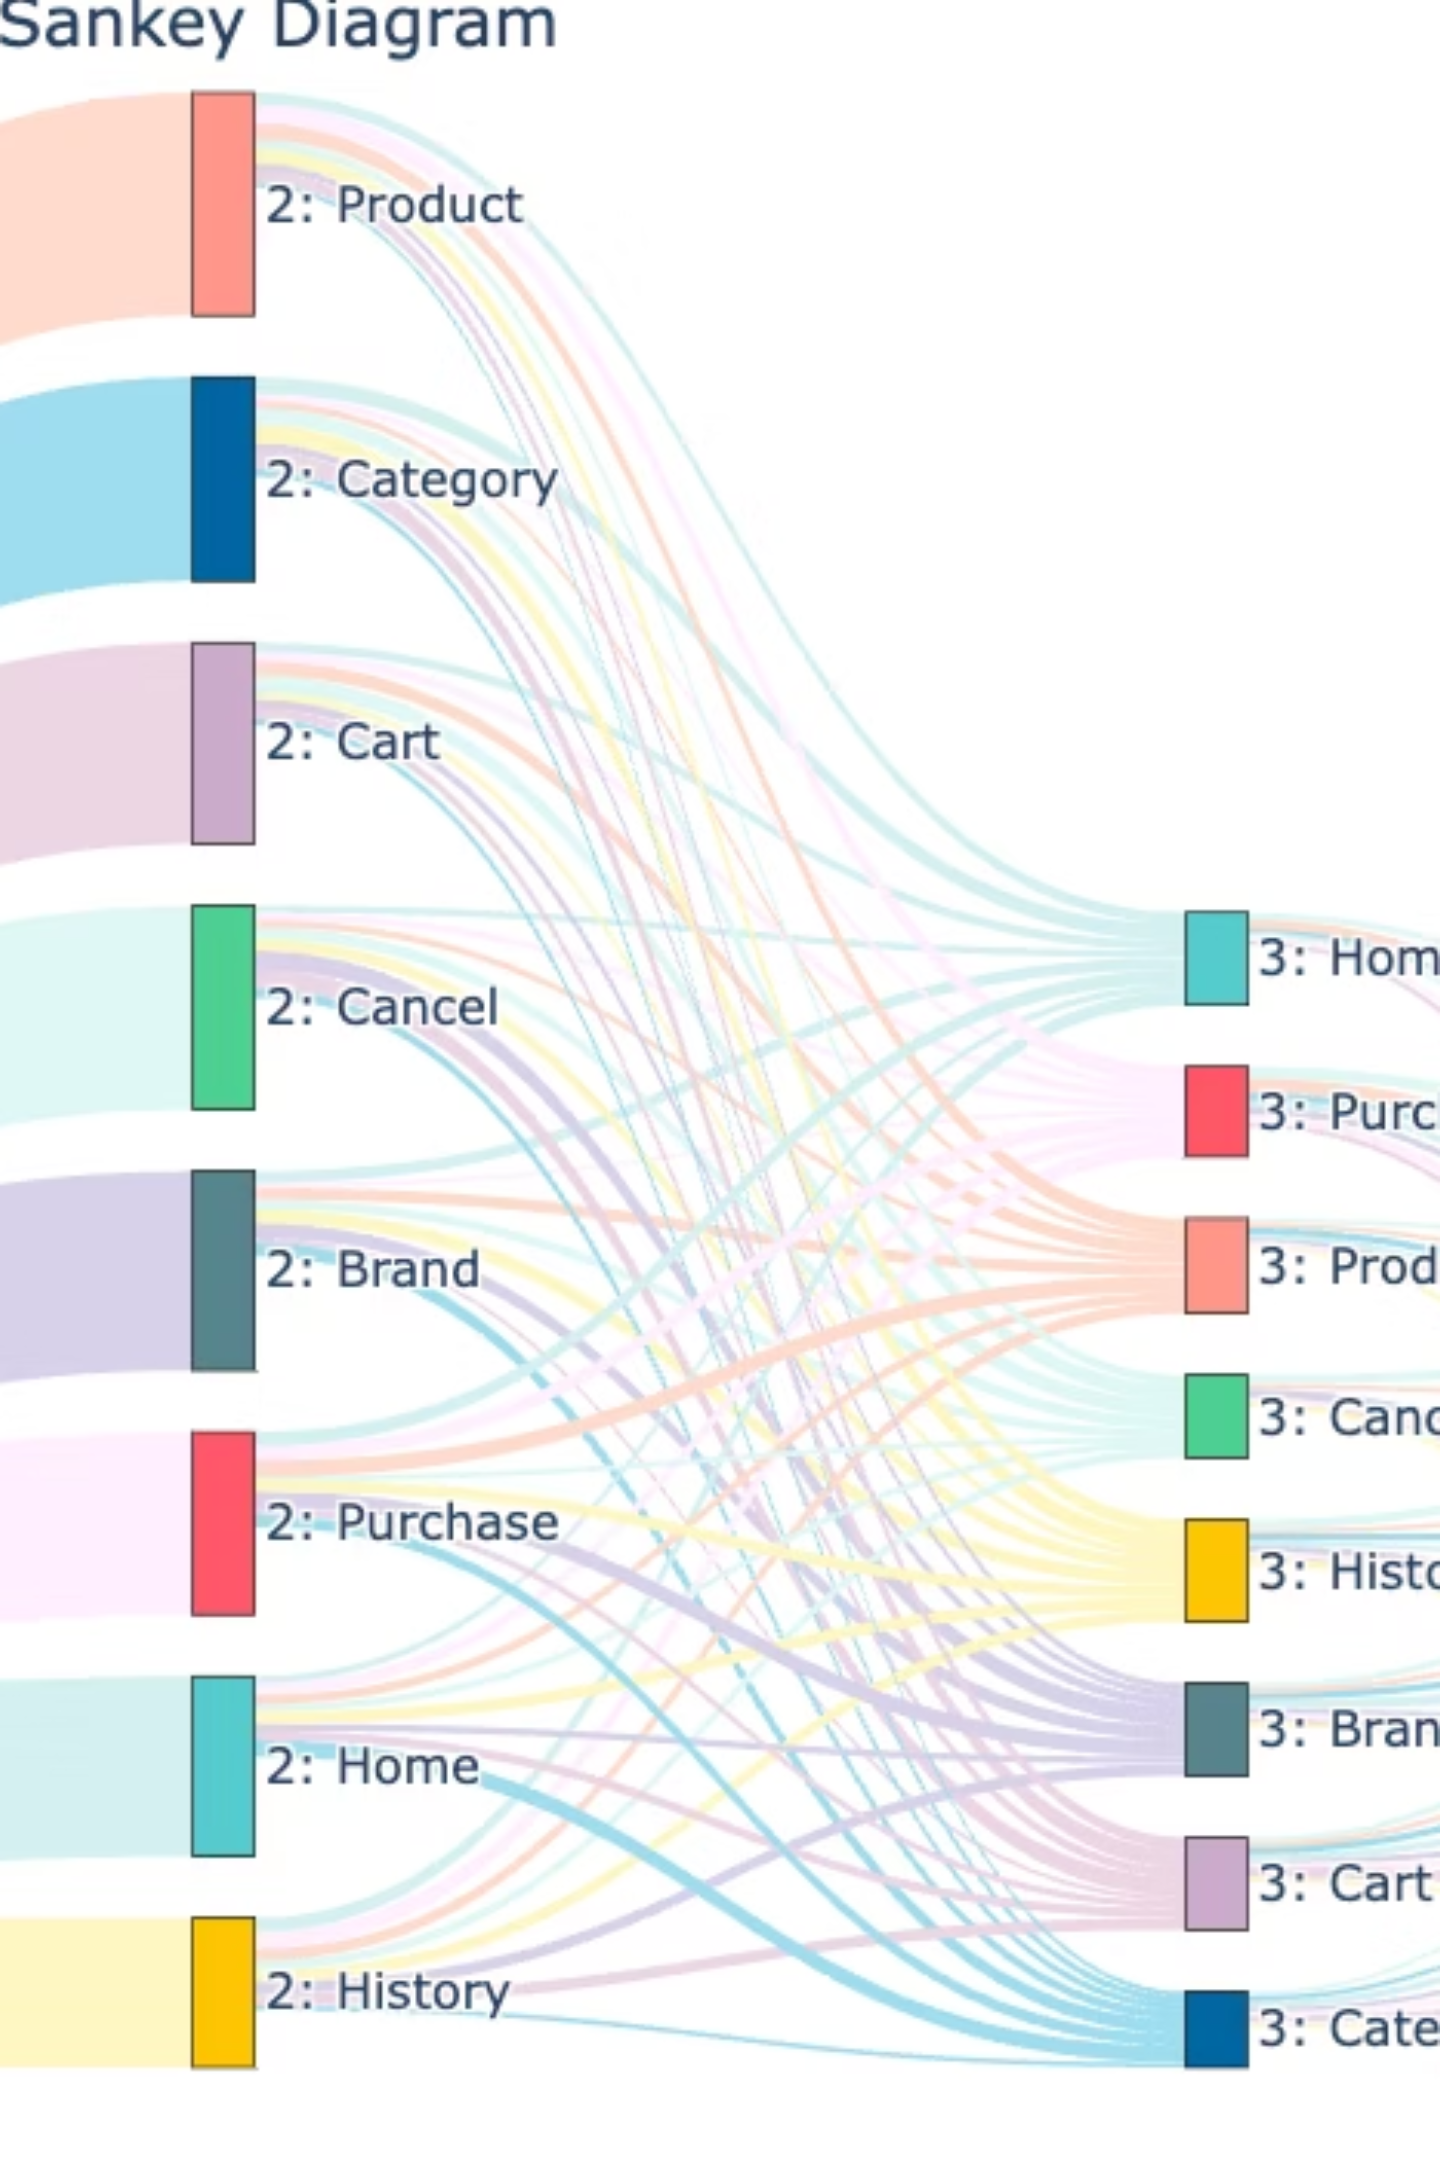 Sankey Diagram
2: Product
2: Category
2: Cart
2: Cancel
2: Brand
2: Purchase
2: Home
2: History
3: Hom
3: Purc
3: Prod
3: Canc
3: Histo
3: Bran
3: Cart
3: Cate